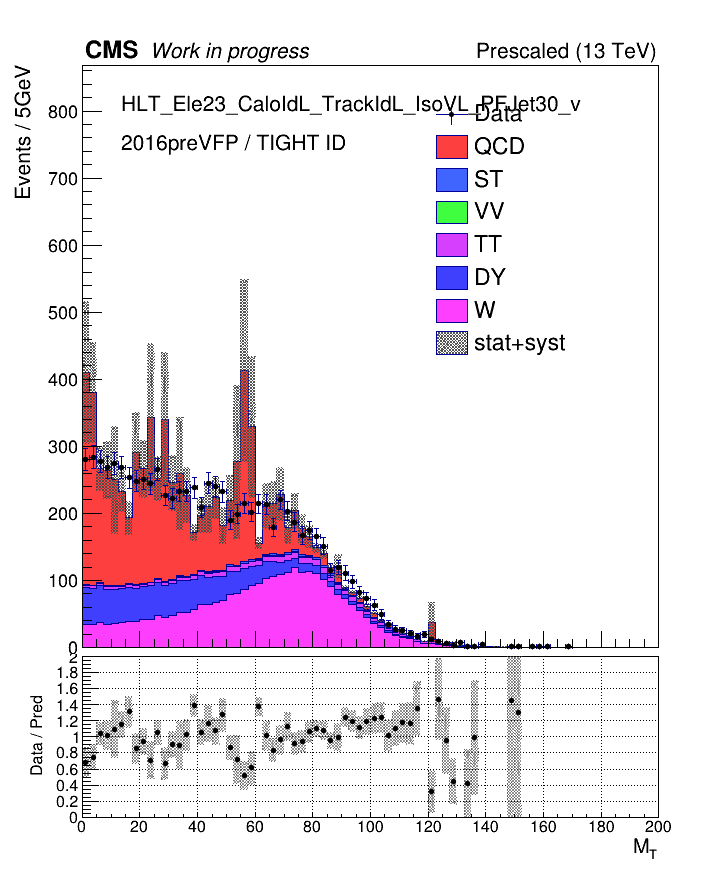 CMS Work in progress Prescaled (13 TeV)
Events / 5GeV
HLT_Ele23_CaloIdL_TrackIdL_IsoVL_PFJet30_v
2016preVFP / TIGHT ID
Data
QCD
ST
VV
TT
DY
W
stat+syst
800
700
600
500
400
300
200
100
0
Data / Pred
2
1.8
1.6
1.4
1.2
1
0.8
0.6
0.4
0.2
0
0 20 40 60 80 100 120 140 160 180 200
M_T